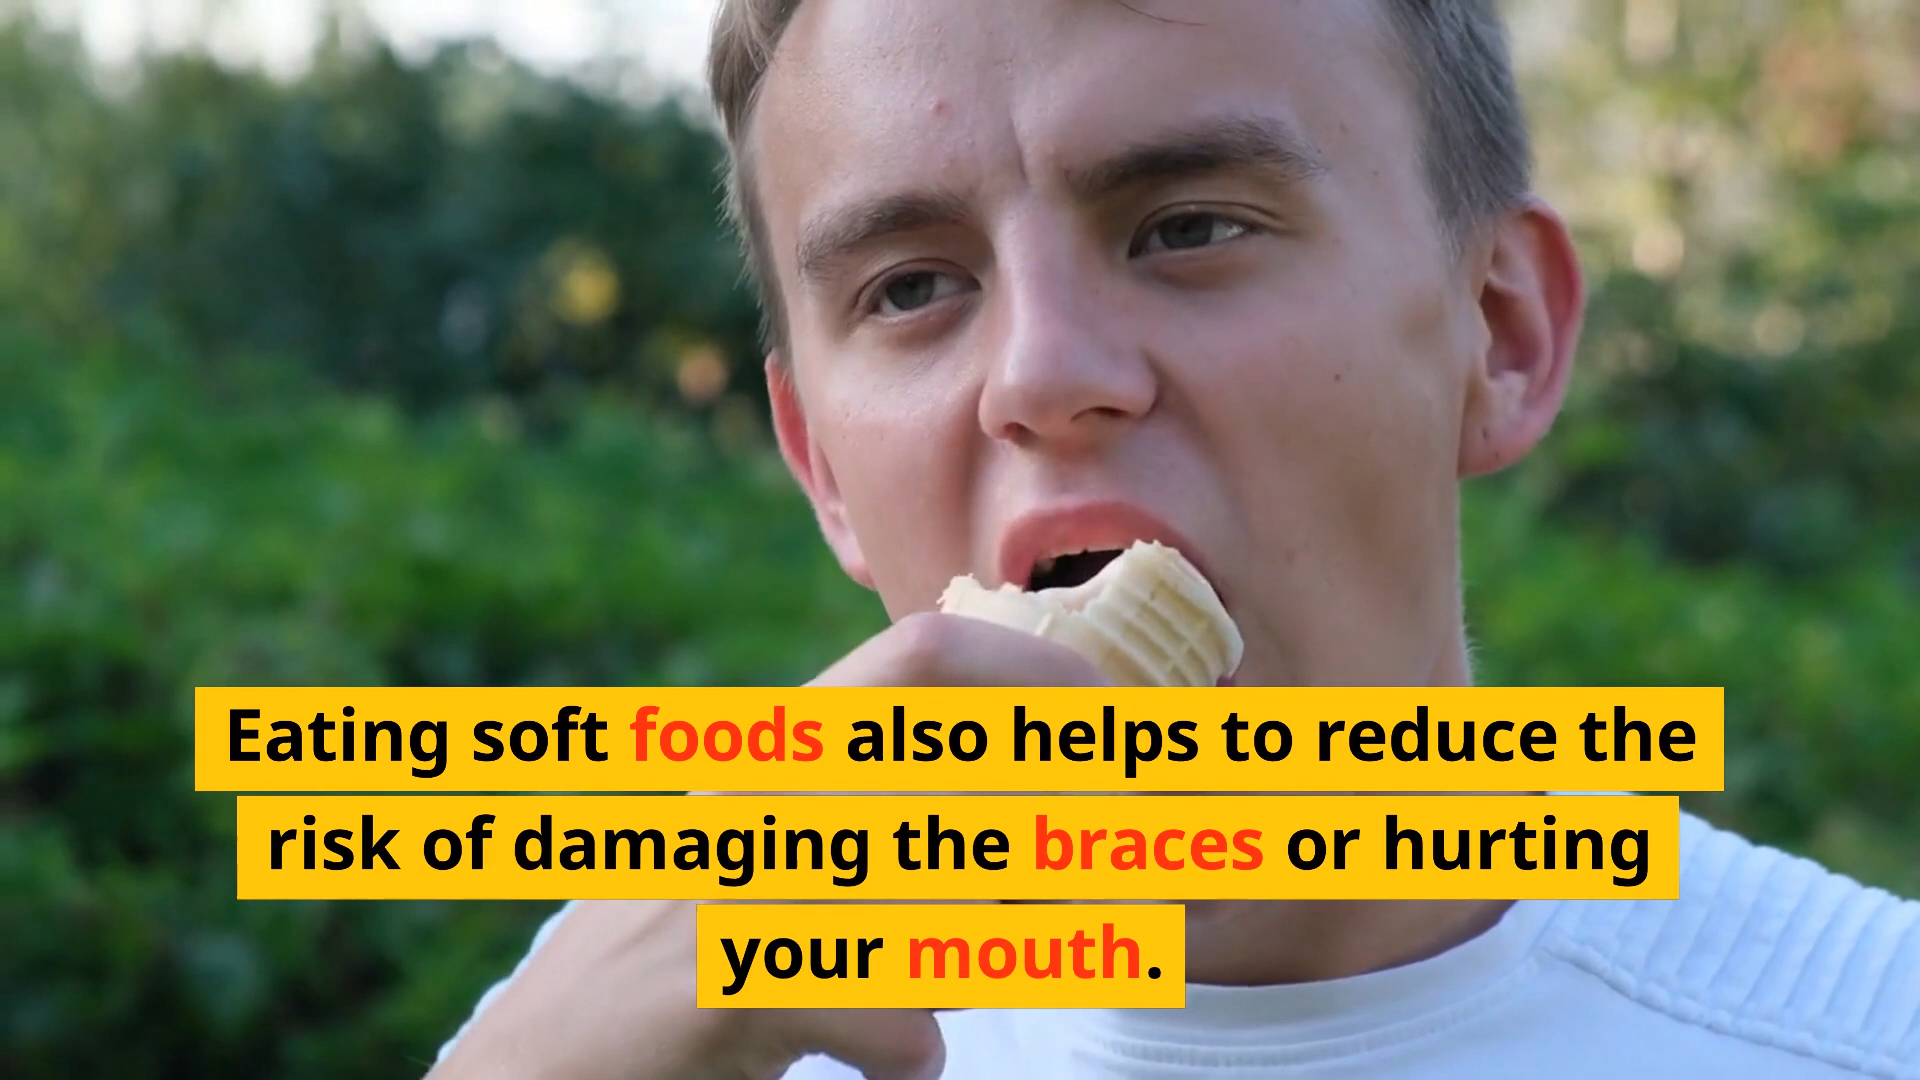 Eating soft foods also helps to reduce the
risk of damaging the braces or hurting
your mouth.